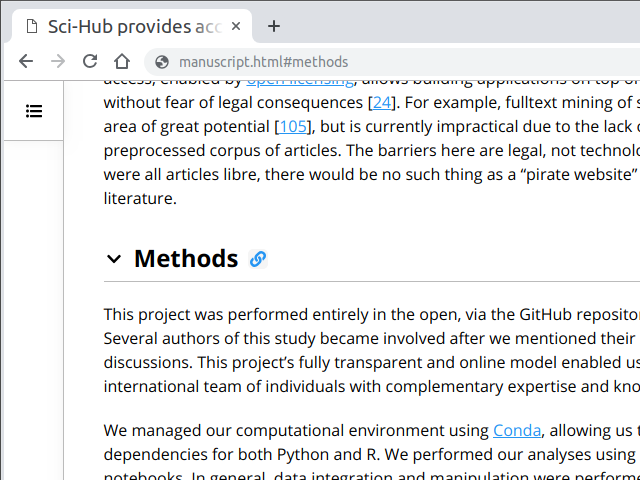 Sci-Hub provides acc
manuscript.html#methods
access, enabled by open licensing, allows building applications on top of
without fear of legal consequences [24]. For example, fulltext mining of s
area of great potential [105], but is currently impractical due to the lack o
preprocessed corpus of articles. The barriers here are legal, not technolo
were all articles libre, there would be no such thing as a “pirate website”
literature.
Methods
This project was performed entirely in the open, via the GitHub reposito
Several authors of this study became involved after we mentioned their
discussions. This project’s fully transparent and online model enabled us
international team of individuals with complementary expertise and kno
We managed our computational environment using Conda, allowing us t
dependencies for both Python and R. We performed our analyses using
notebooks. In general, data integration and manipulation were performe